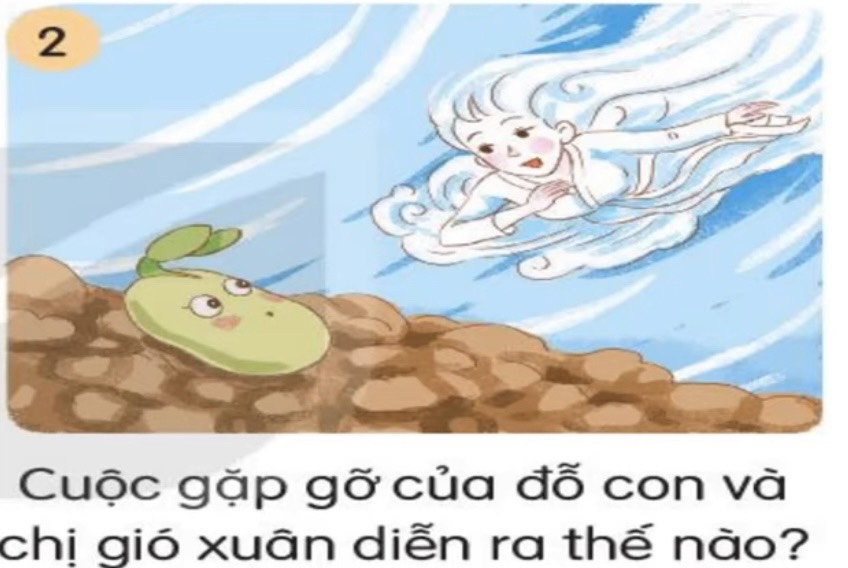 2
Cuộc gặp gỡ của đỗ con và
chị gió xuân diễn ra thế nào?